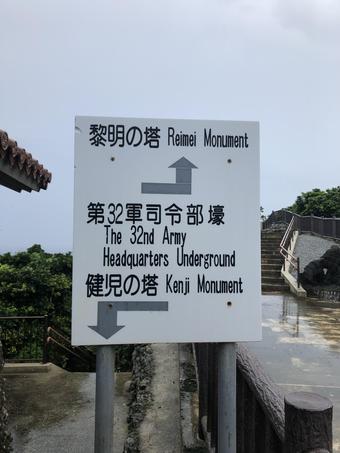 黎明の塔 Reimei Monument
第32軍司令部壕
The 32nd Army
Headquarters Underground
健児の塔 Kenji Monument